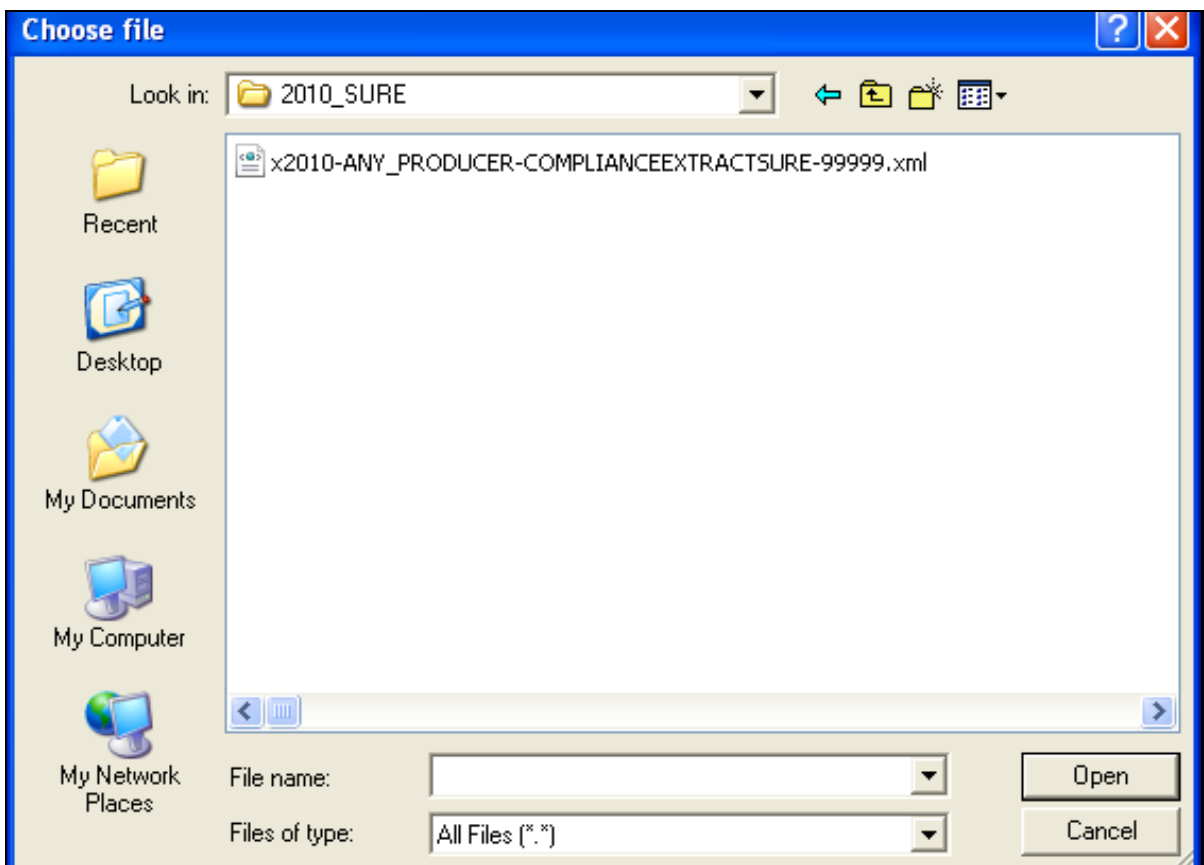 Choose file
Look in: 2010_SURE
x2010-ANY_PRODUCER-COMPLIANCEEXTRACTSURE-99999.xml
Recent
Desktop
My Documents
My Computer
My Network
Places
File name: Open
Files of type: All Files (*.*) Cancel